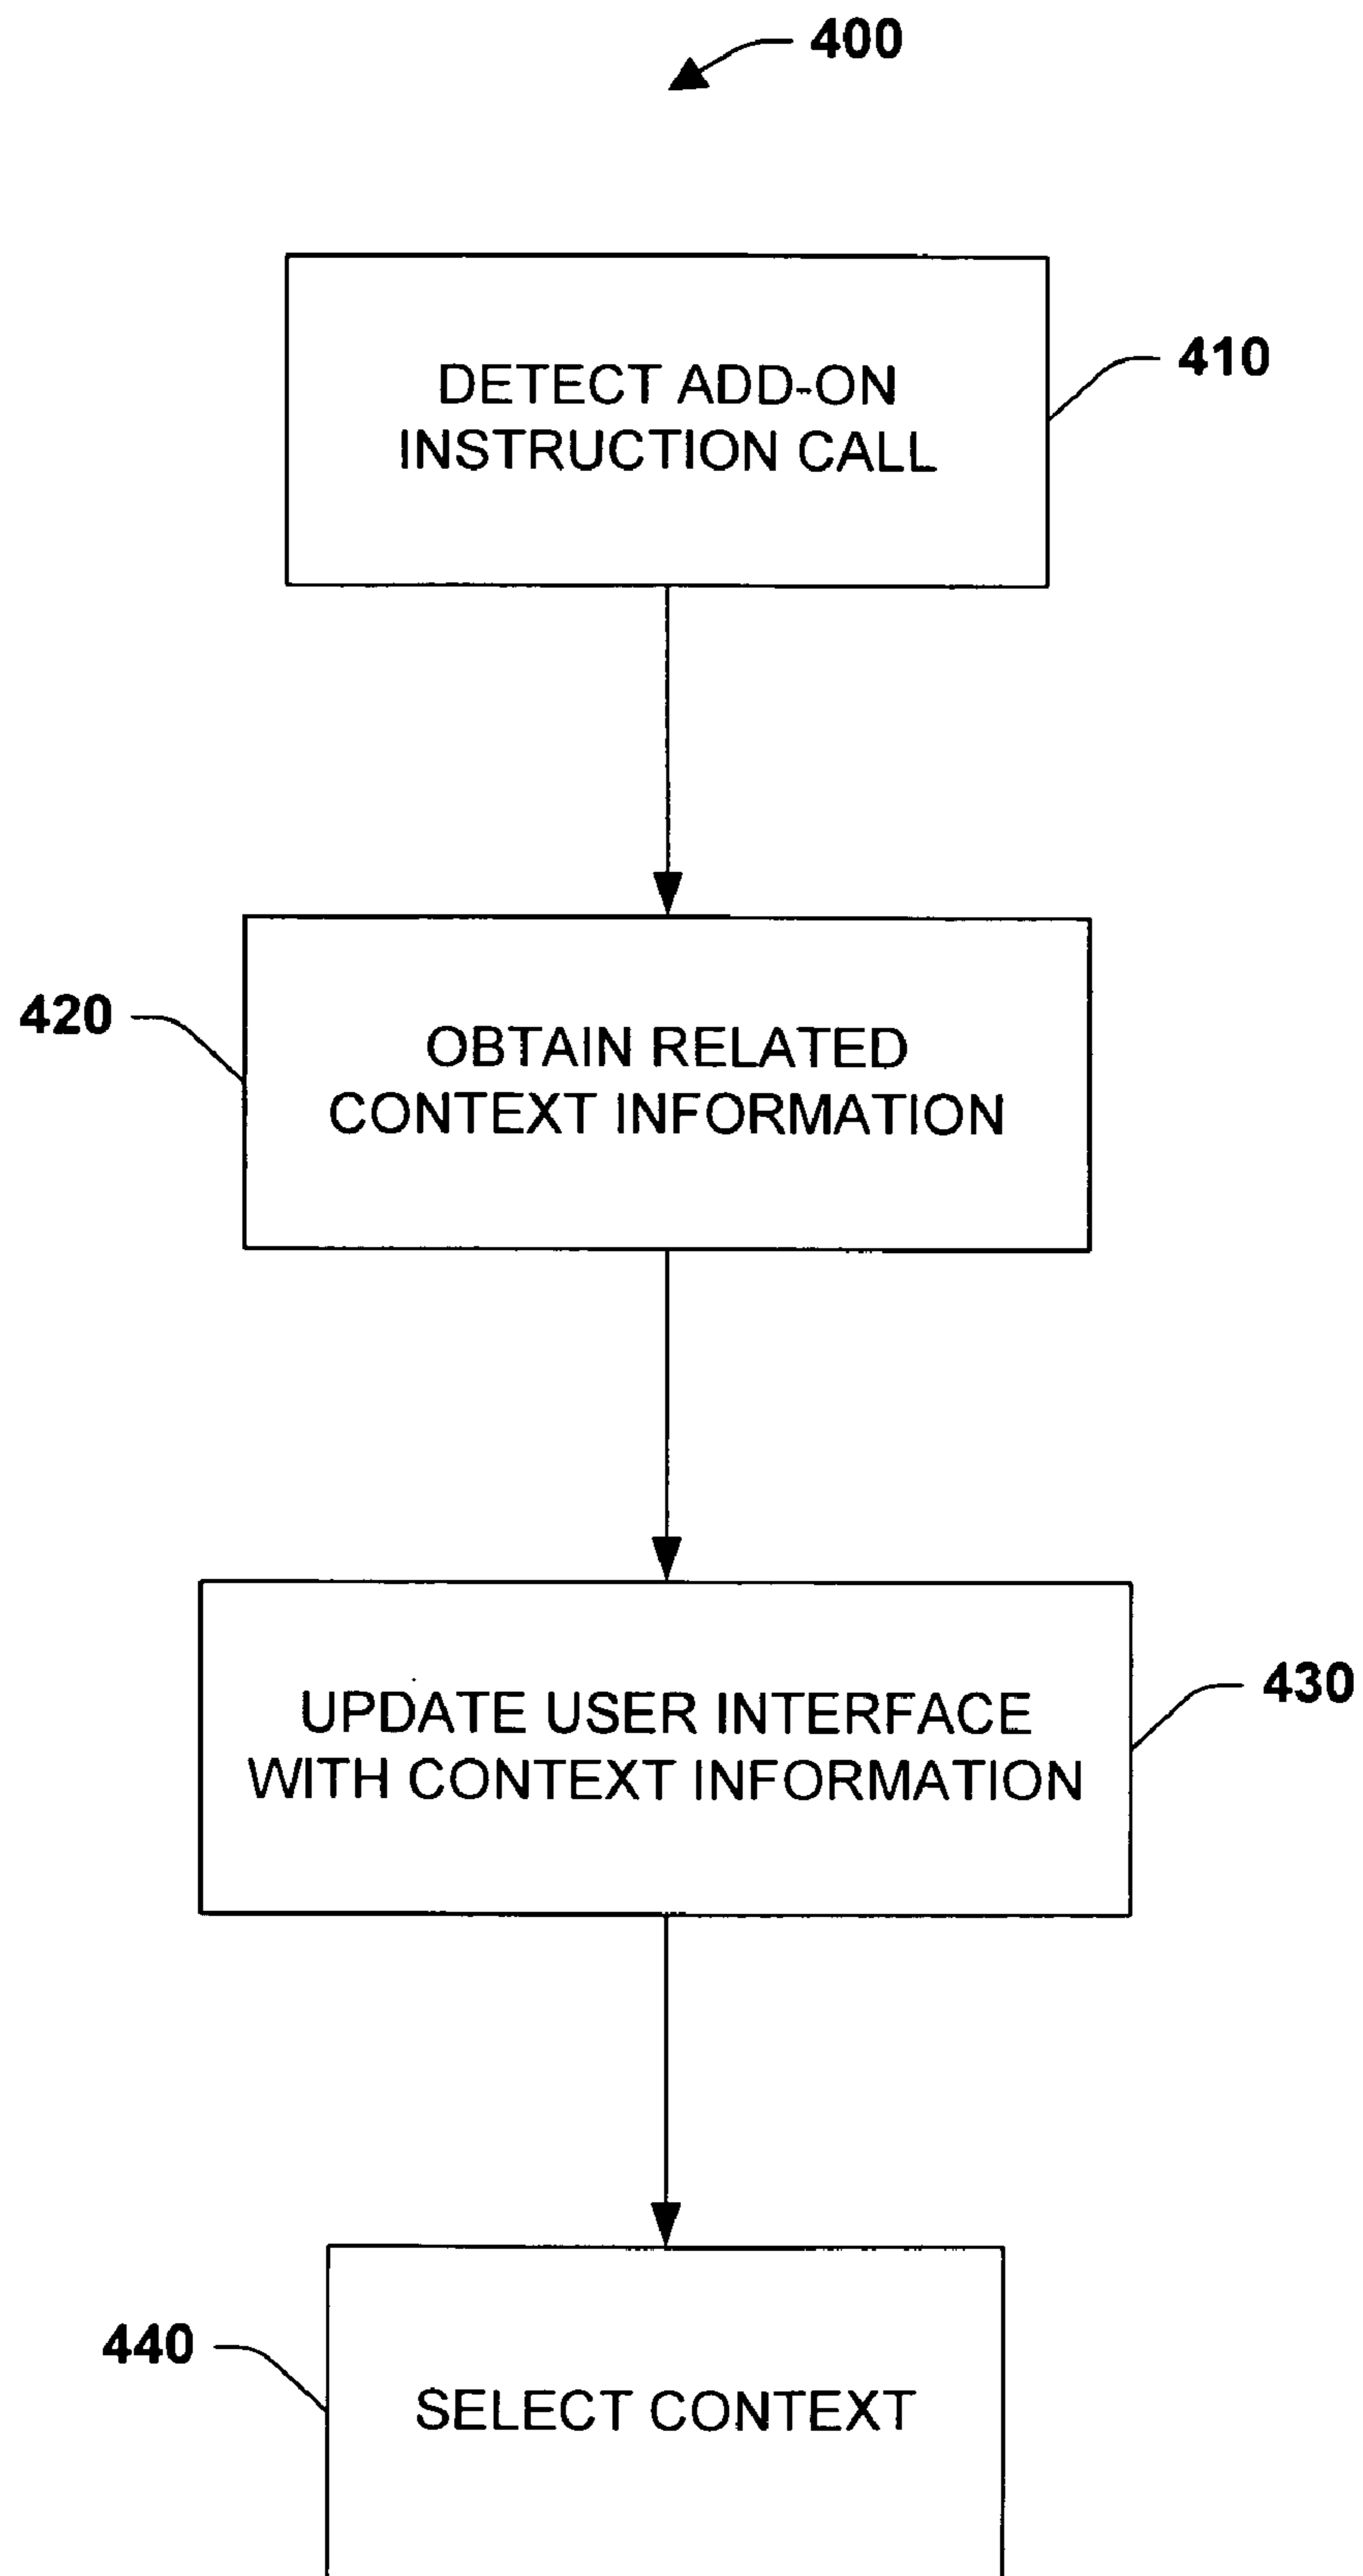 400
DETECT ADD-ON
INSTRUCTION CALL
410
420
OBTAIN RELATED
CONTEXT INFORMATION
UPDATE USER INTERFACE
WITH CONTEXT INFORMATION
430
440
SELECT CONTEXT